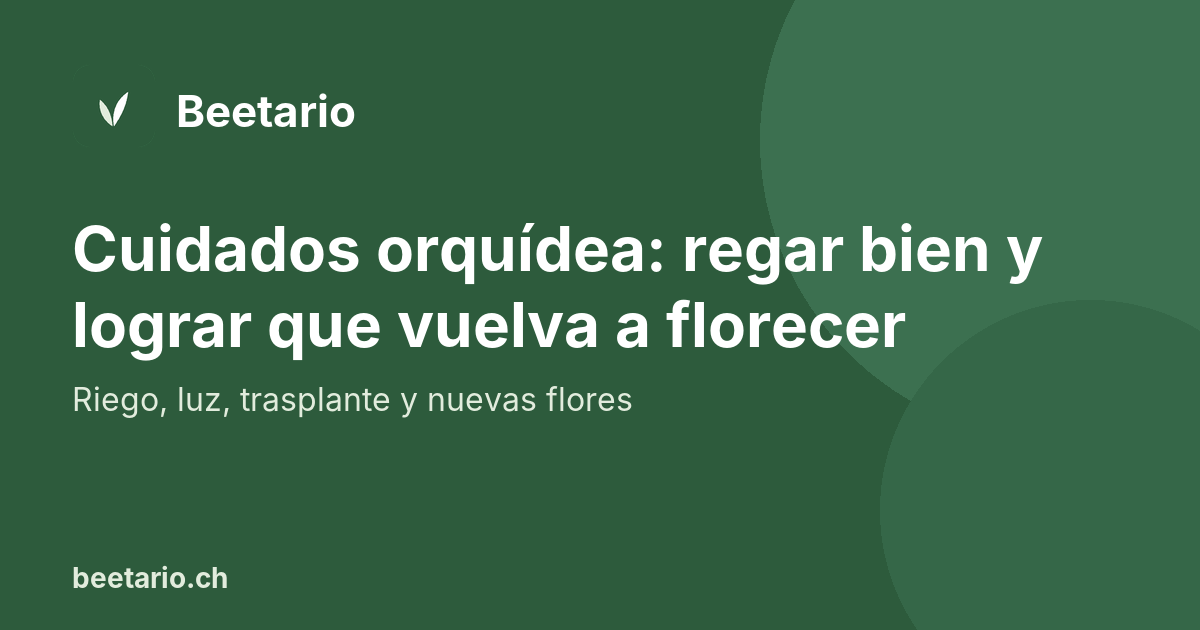 Beetario
Cuidados orquídea: regar bien y
lograr que vuelva a florecer
Riego, luz, trasplante y nuevas flores
beetario.ch